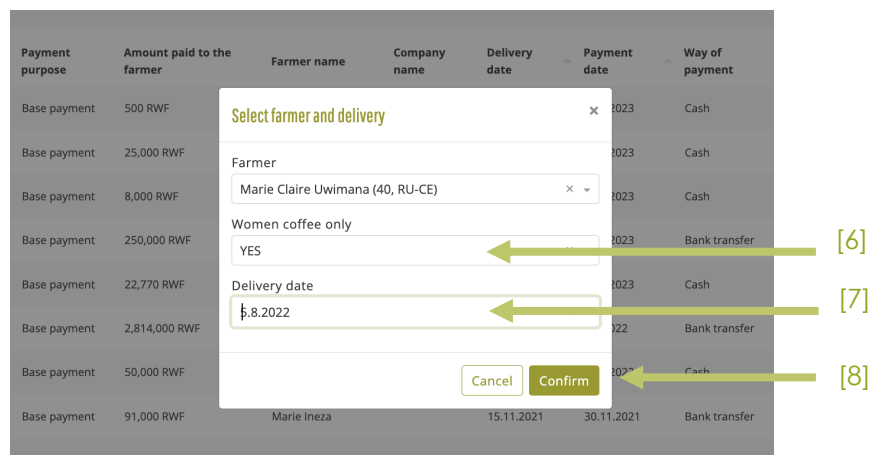 Payment purpose
Amount paid to the farmer
Farmer name
Company name
Delivery date
Payment date
Way of payment
Base payment 500 RWF 2023 Cash
Select farmer and delivery ×
Base payment 25,000 RWF 2023 Cash
Farmer
Base payment 8,000 RWF 2023 Cash
Marie Claire Uwimana (40, RU-CE) ×
Women coffee only
Base payment 250,000 RWF 2023 Bank transfer
YES
[6]
Base payment 22,770 RWF 2023 Cash
Delivery date
5.8.2022
[7]
Base payment 2,814,000 RWF 022 Bank transfer
Base payment 50,000 RWF Cash
Cancel Confirm
[8]
Base payment 91,000 RWF Marie Ineza 15.11.2021 30.11.2021 Bank transfer